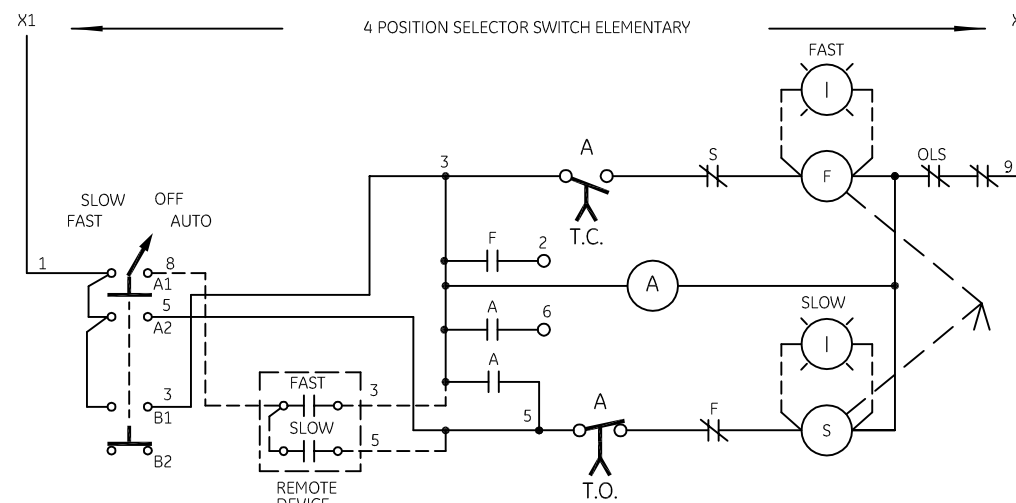 X1
4 POSITION SELECTOR SWITCH ELEMENTARY
FAST
I
3
A
S
F
OLS
9
T.C.
SLOW
OFF
FAST
AUTO
1
8
A1
5
A2
3
B1
B2
F
2
A
A
6
A
SLOW
I
FAST
3
SLOW
5
REMOTE
DEVICE
5
A
F
S
T.O.